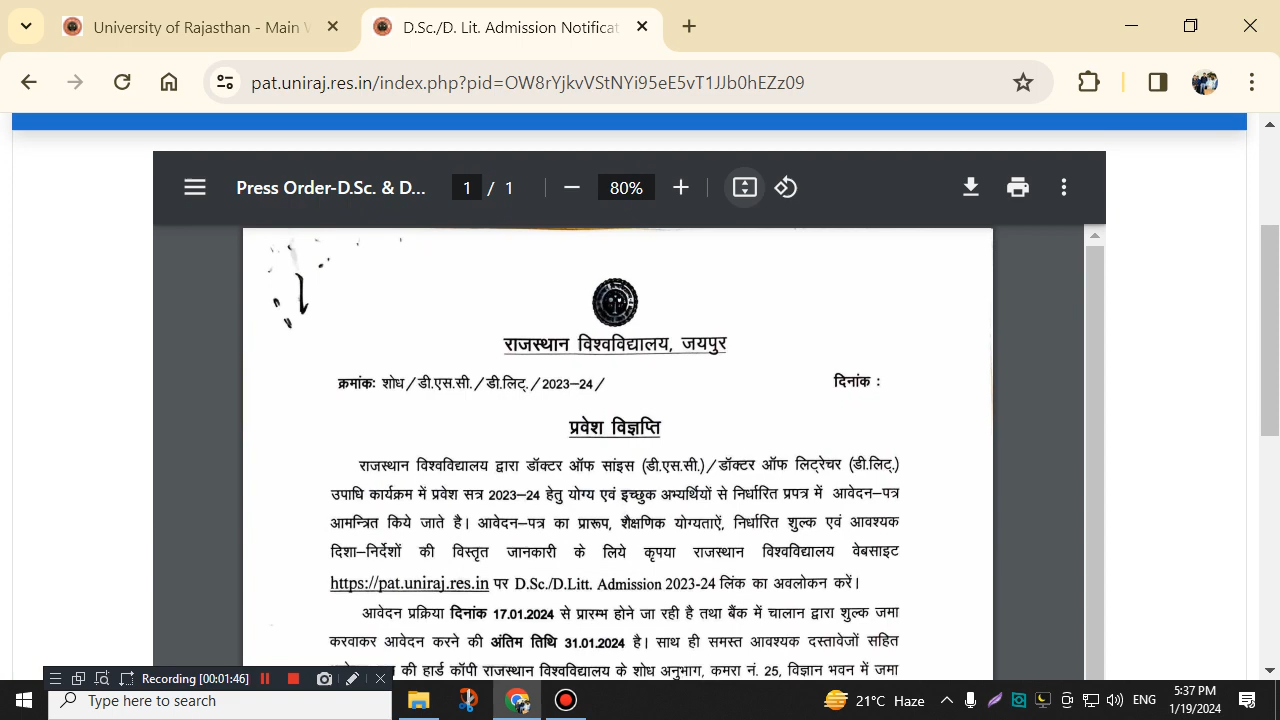 University of Rajasthan - Main
D.Sc./D. Lit. Admission Notificat
pat.uniraj.res.in/index.php?pid=OW8rYjkvVStNYi95eE5vT1JJb0hEZz09
Press Order-D.Sc. & D...
1 / 1
80%
राजस्थान विश्वविद्यालय, जयपुर
क्रमांकः शोध/डी.एस.सी./डी.लिट्./2023–24/
दिनांक :
प्रवेश विज्ञप्ति
राजस्थान विश्वविद्यालय द्वारा डॉक्टर ऑफ सांइस (डी.एस.सी.)/डॉक्टर ऑफ लिट्रेचर (डी.लिट्.)
उपाधि कार्यक्रम में प्रवेश सत्र 2023–24 हेतु योग्य एवं इच्छुक अभ्यर्थियों से निर्धारित प्रपत्र में आवेदन–पत्र
आमन्त्रित किये जाते है। आवेदन–पत्र का प्रारूप, शैक्षणिक योग्यताऐं, निर्धारित शुल्क एवं आवश्यक
दिशा–निर्देशों की विस्तृत जानकारी के लिये कृपया राजस्थान विश्वविद्यालय वेबसाइट
https://pat.uniraj.res.in पर D.Sc./D.Litt. Admission 2023-24 लिंक का अवलोकन करें।
आवेदन प्रक्रिया दिनांक 17.01.2024 से प्रारम्भ होने जा रही है तथा बैंक में चालान द्वारा शुल्क जमा
करवाकर आवेदन करने की अंतिम तिथि 31.01.2024 है। साथ ही समस्त आवश्यक दस्तावेजों सहित
की हार्ड कॉपी राजस्थान विश्वविद्यालय के शोध अनुभाग, कमरा नं. 25, विज्ञान भवन में जमा
Recording [00:01:46]
Type here to search
21°C Haze
ENG
5:37 PM
1/19/2024